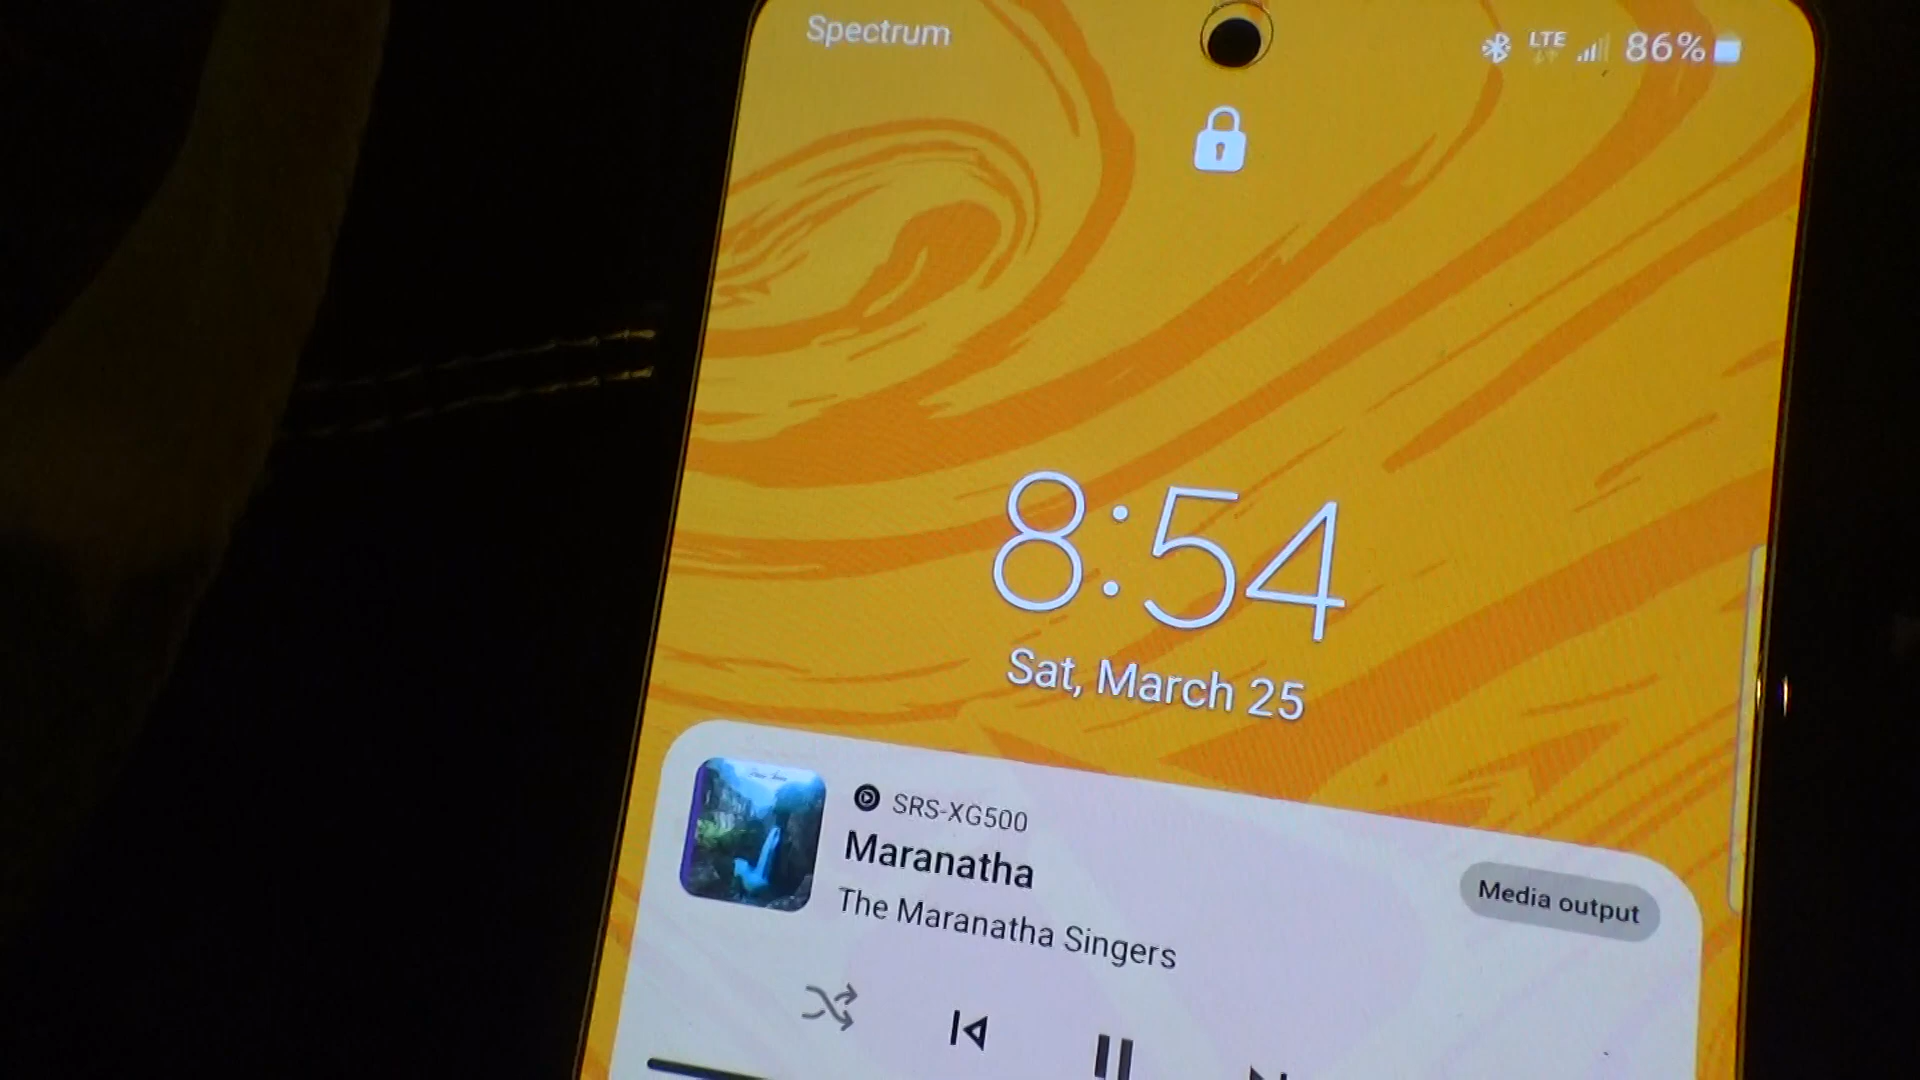 Spectrum
LTE 86%
8:54
Sat, March 25
SRS-XG500
Maranatha
The Maranatha Singers
Media output